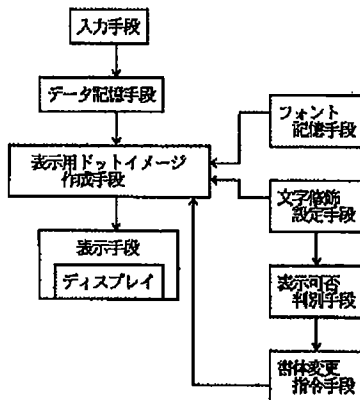 入力手段
データ記憶手段
表示用ドットイメージ
作成手段
表示手段
ディスプレイ
フォント
記憶手段
文字修飾
設定手段
表示可否
判別手段
書体変更
指令手段